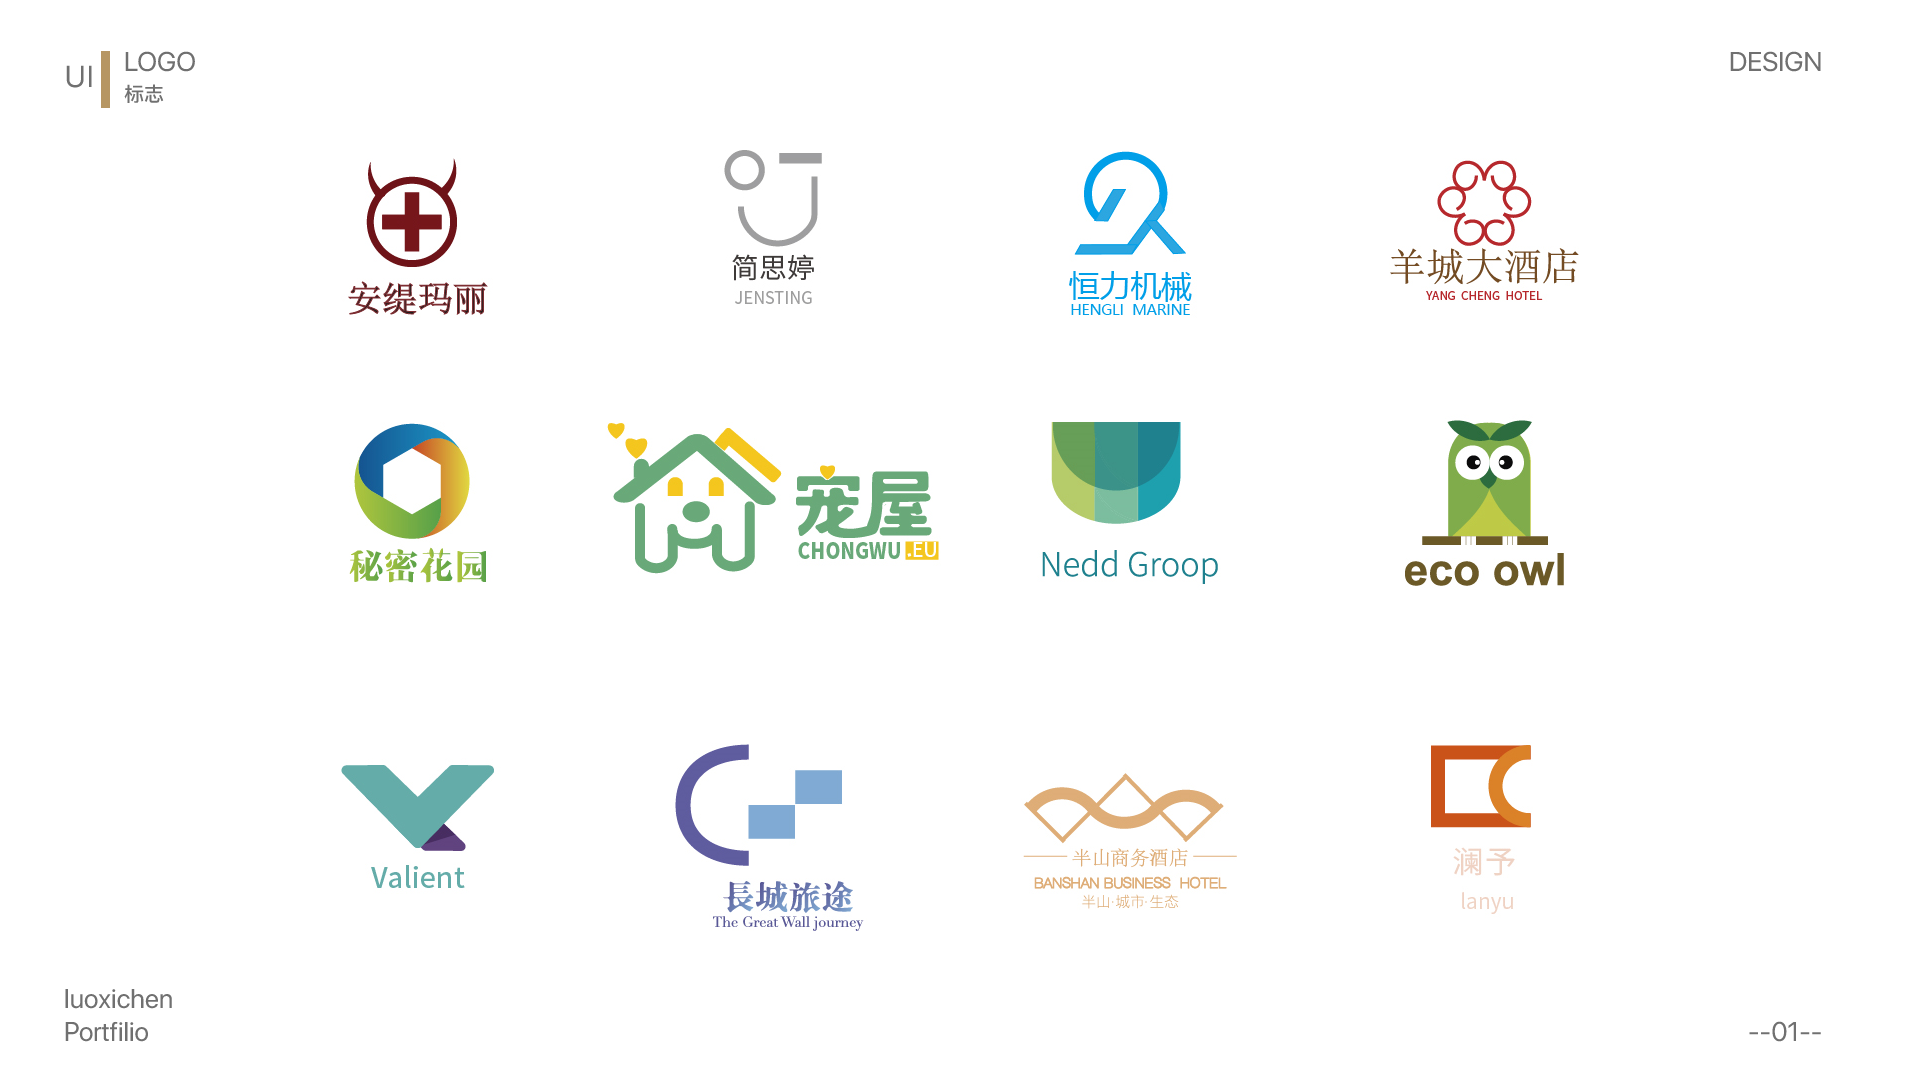 UI
LOGO
标志
DESIGN
安缇玛丽
简思婷
JENSTING
恒力机械
HENGLI MARINE
羊城大酒店
YANG CHENG HOTEL
秘密花园
宠屋
CHONGWU .EU
Nedd Groop
eco owl
Valient
長城旅途
The Great Wall journey
半山商务酒店
BANSHAN BUSINESS HOTEL
半山·城市·生态
澜予
lanyu
luoxichen
Portfilio
--01--